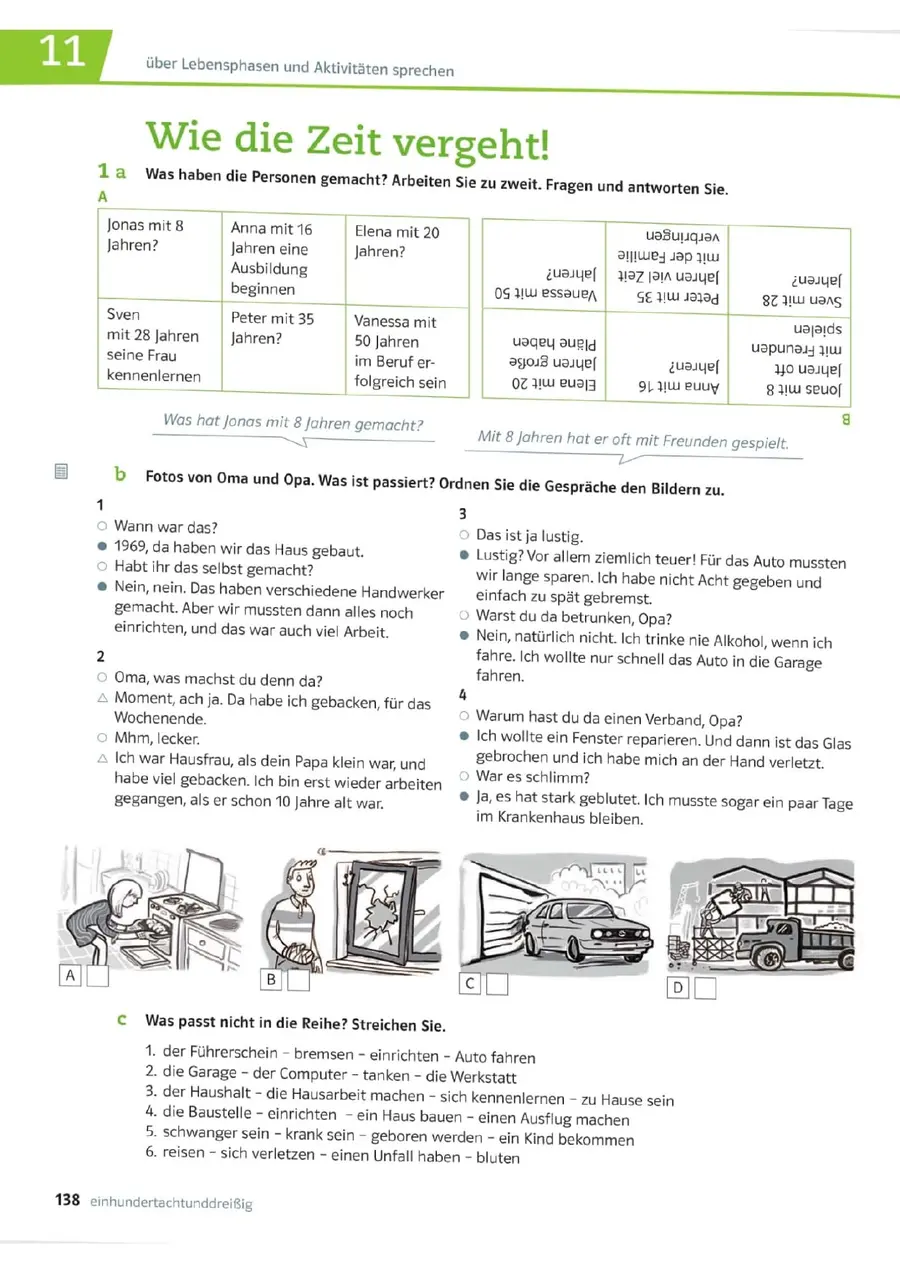 11
über Lebensphasen und Aktivitäten sprechen
Wie die Zeit vergeht!
1 a Was haben die Personen gemacht? Arbeiten Sie zu zweit. Fragen und antworten Sie.
A
Jonas mit 8
Jahren?
Anna mit 16
Jahren eine
Ausbildung
beginnen
Elena mit 20
Jahren?
Sven
mit 28 Jahren
seine Frau
kennenlernen
Peter mit 35
Jahren?
Vanessa mit
50 Jahren
im Beruf er-
folgreich sein
B
Jonas mit 8
Jahren oft
mit Freunden
spielen
Anna mit 16
Jahren?
Elena mit 20
Jahren große
Pläne haben
Sven mit 28
Jahren?
Peter mit 35
Jahren viel Zeit
mit der Familie
verbringen
Vanessa mit 50
Jahren?
Was hat Jonas mit 8 Jahren gemacht?
Mit 8 Jahren hat er oft mit Freunden gespielt.
b Fotos von Oma und Opa. Was ist passiert? Ordnen Sie die Gespräche den Bildern zu.
1
○ Wann war das?
● 1969, da haben wir das Haus gebaut.
○ Habt ihr das selbst gemacht?
● Nein, nein. Das haben verschiedene Handwerker
gemacht. Aber wir mussten dann alles noch
einrichten, und das war auch viel Arbeit.
2
○ Oma, was machst du denn da?
△ Moment, ach ja. Da habe ich gebacken, für das
Wochenende.
○ Mhm, lecker.
△ Ich war Hausfrau, als dein Papa klein war, und
habe viel gebacken. Ich bin erst wieder arbeiten
gegangen, als er schon 10 Jahre alt war.
3
○ Das ist ja lustig.
● Lustig? Vor allem ziemlich teuer! Für das Auto mussten
wir lange sparen. Ich habe nicht Acht gegeben und
einfach zu spät gebremst.
○ Warst du da betrunken, Opa?
● Nein, natürlich nicht. Ich trinke nie Alkohol, wenn ich
fahre. Ich wollte nur schnell das Auto in die Garage
fahren.
4
○ Warum hast du da einen Verband, Opa?
● Ich wollte ein Fenster reparieren. Und dann ist das Glas
gebrochen und ich habe mich an der Hand verletzt.
○ War es schlimm?
● Ja, es hat stark geblutet. Ich musste sogar ein paar Tage
im Krankenhaus bleiben.
A
B
C
D
c Was passt nicht in die Reihe? Streichen Sie.
1. der Führerschein – bremsen – einrichten – Auto fahren
2. die Garage – der Computer – tanken – die Werkstatt
3. der Haushalt – die Hausarbeit machen – sich kennenlernen – zu Hause sein
4. die Baustelle – einrichten – ein Haus bauen – einen Ausflug machen
5. schwanger sein – krank sein – geboren werden – ein Kind bekommen
6. reisen – sich verletzen – einen Unfall haben – bluten
138 einhundertachtunddreißig